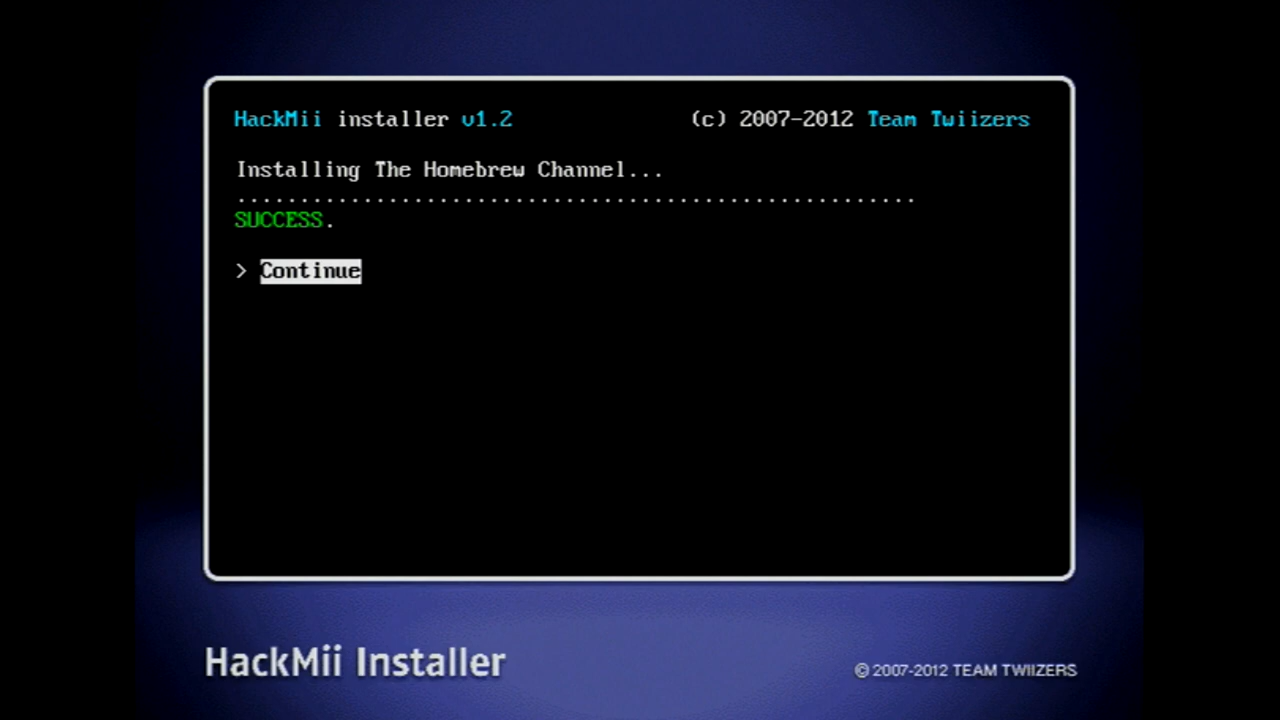 HackMii installer v1.2 (c) 2007-2012 Team Twiizers
Installing The Homebrew Channel...
......................................................
SUCCESS.
> Continue
HackMii Installer
© 2007-2012 TEAM TWIIZERS